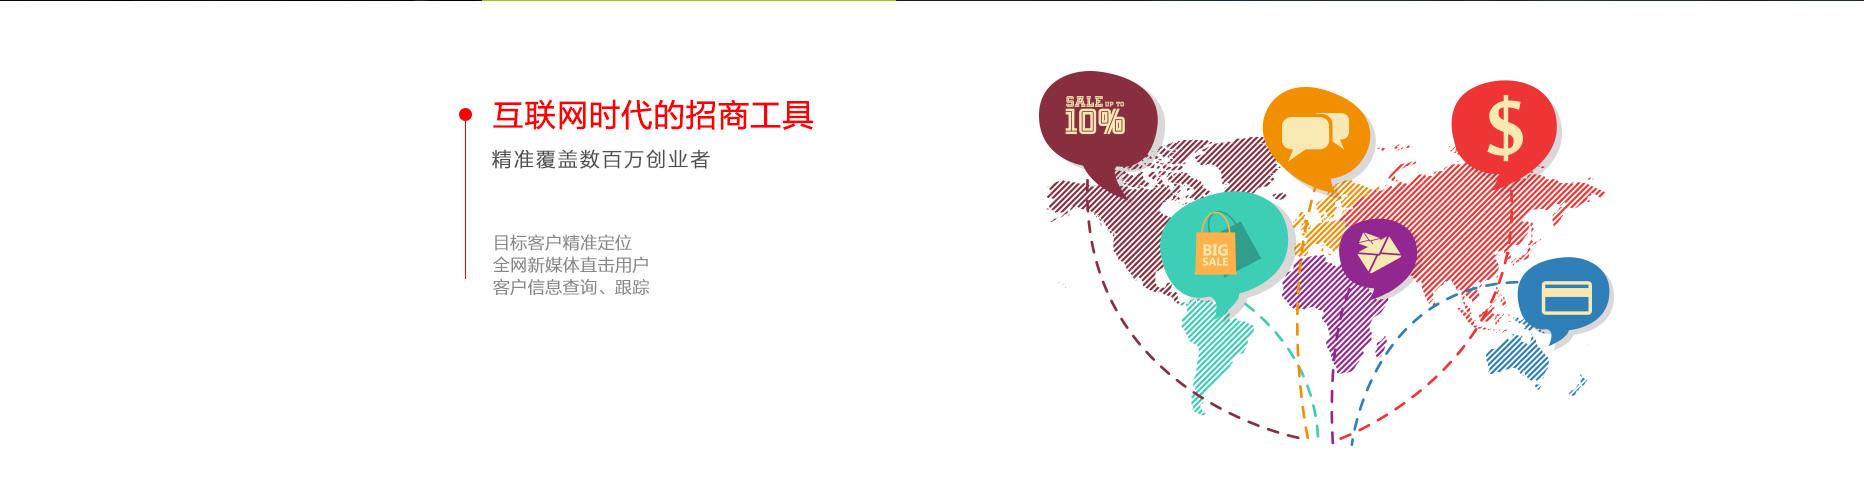 互联网时代的招商工具
精准覆盖数百万创业者
目标客户精准定位
全网新媒体直击用户
客户信息查询、跟踪
SALE UP TO
10%
$
BIG
SALE